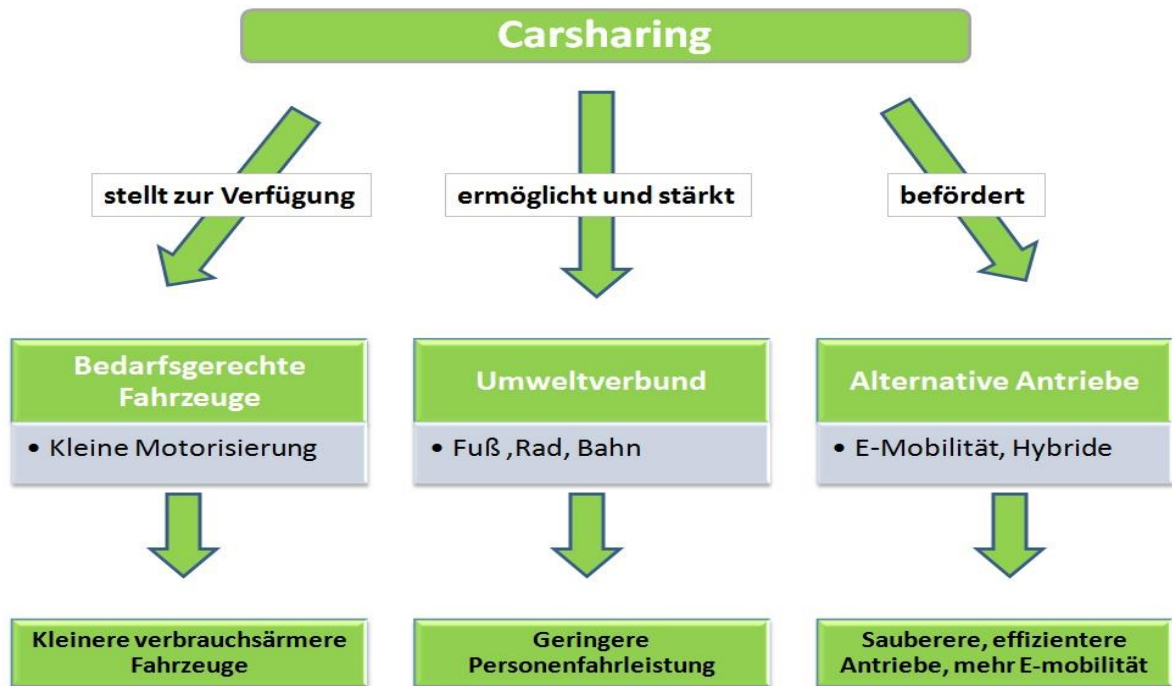 Carsharing
stellt zur Verfügung
ermöglicht und stärkt
befördert
Bedarfsgerechte
Fahrzeuge
• Kleine Motorisierung
Umweltverbund
• Fuß ,Rad, Bahn
Alternative Antriebe
• E-Mobilität, Hybride
Kleinere verbrauchsärmere
Fahrzeuge
Geringere
Personenfahrleistung
Sauberere, effizientere
Antriebe, mehr E-mobilität